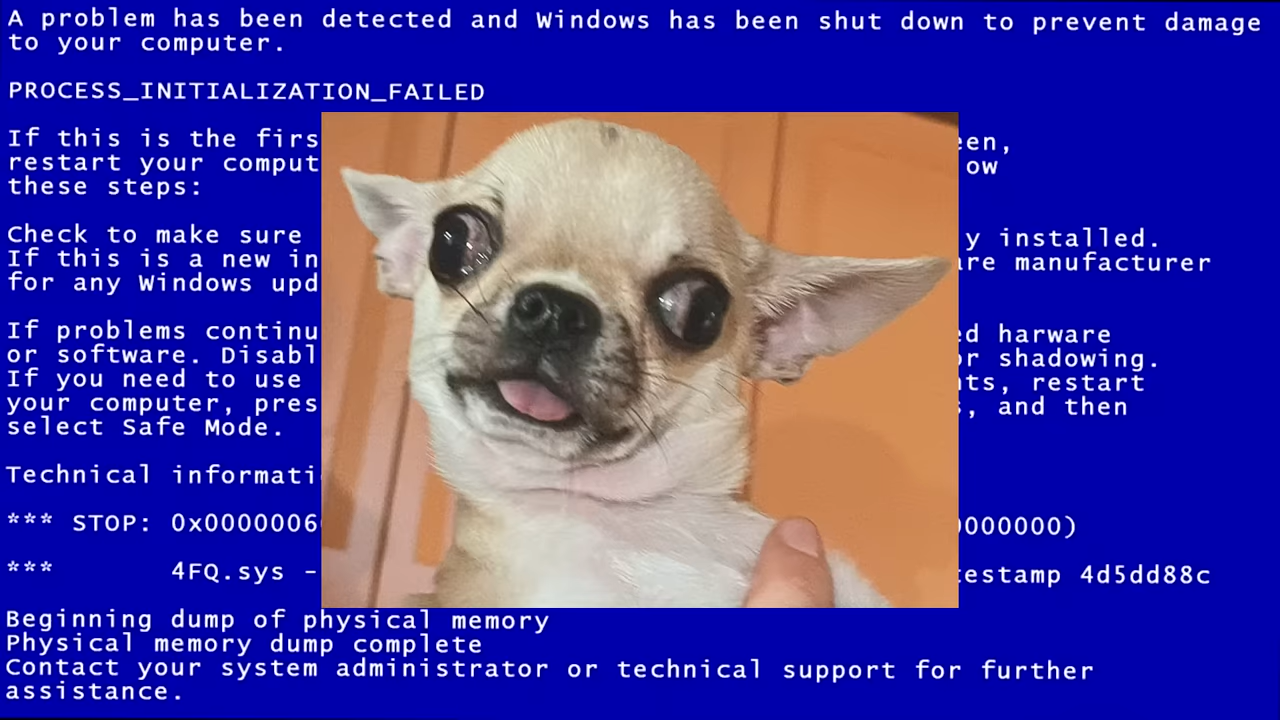 A problem has been detected and Windows has been shut down to prevent damage
to your computer.
PROCESS_INITIALIZATION_FAILED
If this is the firs een,
restart your comput ow
these steps:
Check to make sure y installed.
If this is a new in are manufacturer
for any Windows upd
If problems continu ed harware
or software. Disabl or shadowing.
If you need to use nts, restart
your computer, pres s, and then
select Safe Mode.
Technical informati
*** STOP: 0x0000006 0000000)
*** 4FQ.sys - testamp 4d5dd88c
Beginning dump of physical memory
Physical memory dump complete
Contact your system administrator or technical support for further
assistance.